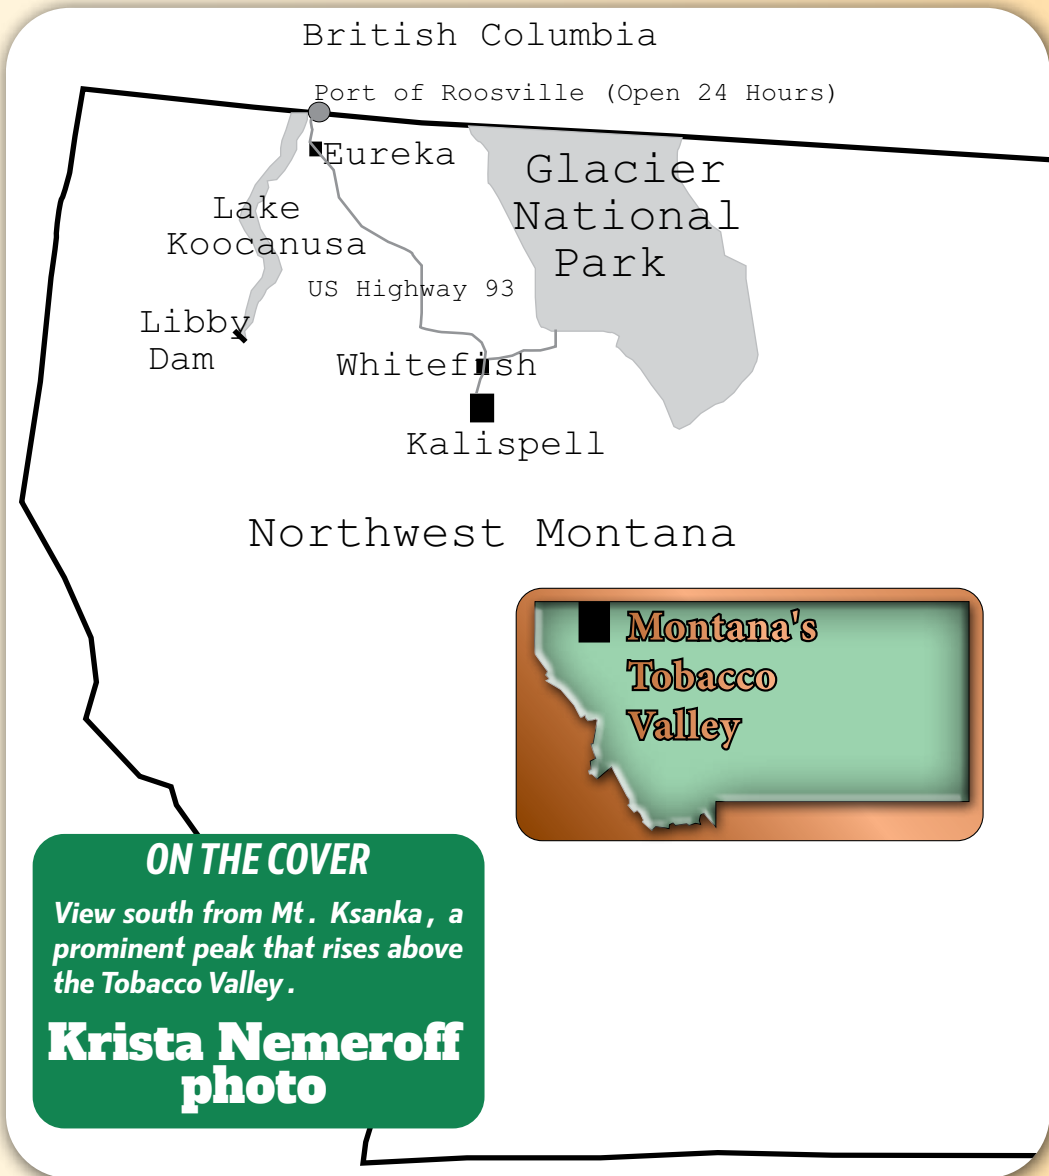 British Columbia
Port of Roosville (Open 24 Hours)
Eureka
Glacier
National
Park
Lake
Koocanusa
US Highway 93
Libby
Dam
Whitefish
Kalispell
Northwest Montana
Montana's
Tobacco
Valley
ON THE COVER
View south from Mt. Ksanka, a
prominent peak that rises above
the Tobacco Valley.
Krista Nemeroff
photo